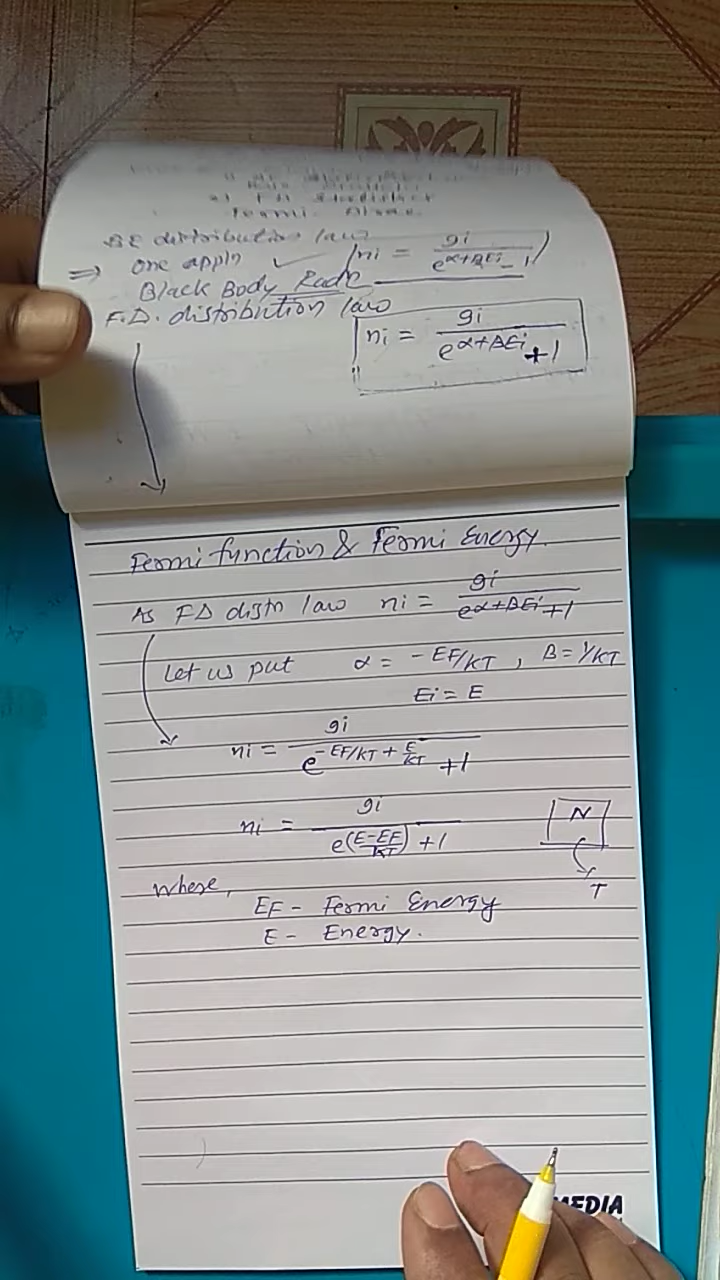 BE distribution law
⇒ One apply ✓ ni = gi / e^α+βEi - 1
Black Body
F.D. distribution law
ni = gi / e^α+βEi + 1
Fermi function & Fermi Energy.
As FD distn law ni = gi / e^α+βEi + 1
Let us put α = - EF/KT , β = 1/KT
Ei = E
ni = gi / e^-EF/KT + E/KT + 1
ni = gi / e^(E-EF/KT) + 1
N
T
Where,
EF - Fermi Energy
E - Energy.
MEDIA